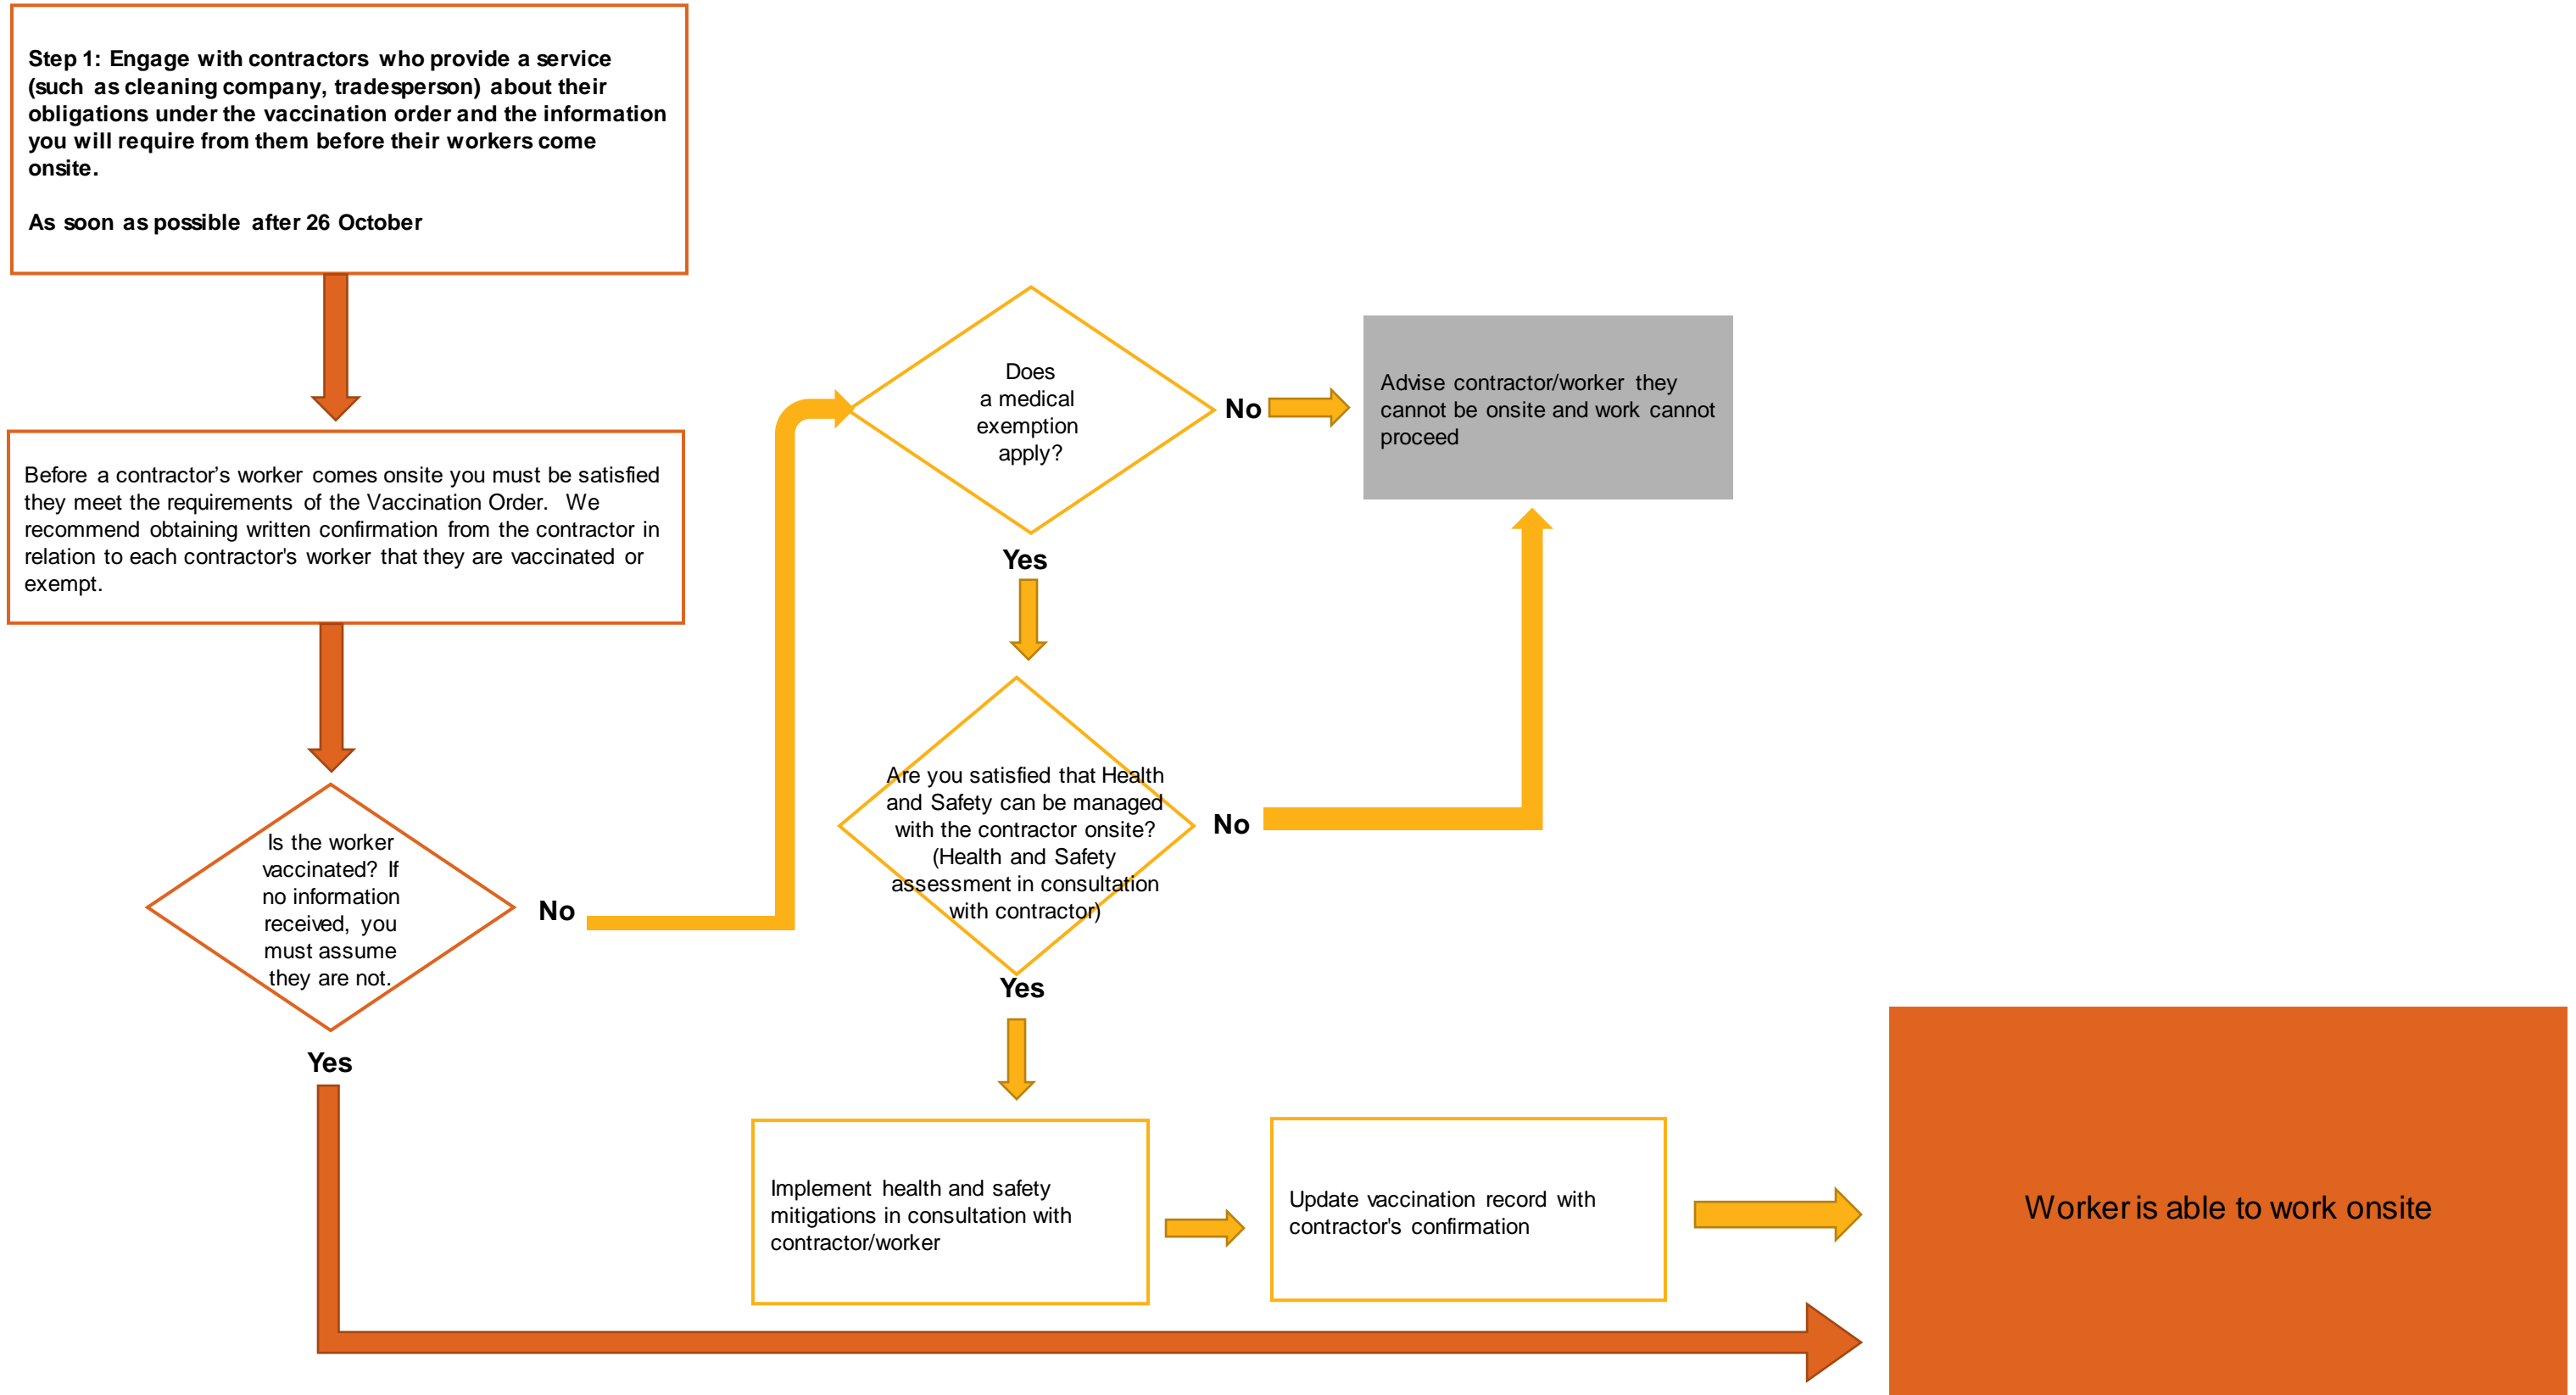 Step 1: Engage with contractors who provide a service
(such as cleaning company, tradesperson) about their
obligations under the vaccination order and the information
you will require from them before their workers come
onsite.
As soon as possible after 26 October
Before a contractor’s worker comes onsite you must be satisfied
they meet the requirements of the Vaccination Order. We
recommend obtaining written confirmation from the contractor in
relation to each contractor's worker that they are vaccinated or
exempt.
Is the worker
vaccinated? If
no information
received, you
must assume
they are not.
No
Yes
Does
a medical
exemption
apply?
No
Advise contractor/worker they
cannot be onsite and work cannot
proceed
Yes
Are you satisfied that Health
and Safety can be managed
with the contractor onsite?
(Health and Safety
assessment in consultation
with contractor)
No
Yes
Implement health and safety
mitigations in consultation with
contractor/worker
Update vaccination record with
contractor's confirmation
Worker is able to work onsite